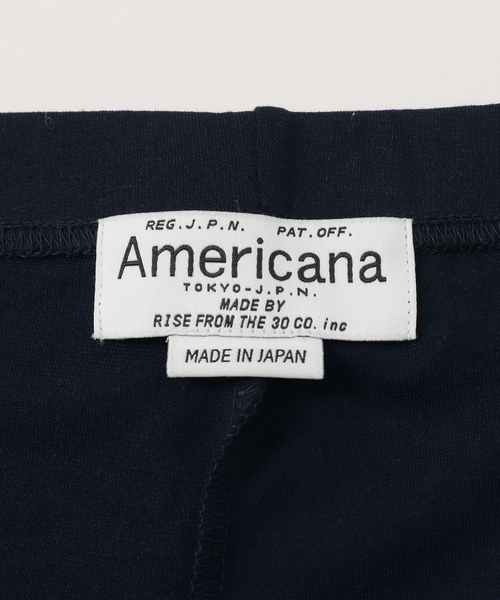 REG.J.P.N. PAT.OFF.
Americana
TOKYO-J.P.N.
MADE BY
RISE FROM THE 30 CO. inc
MADE IN JAPAN